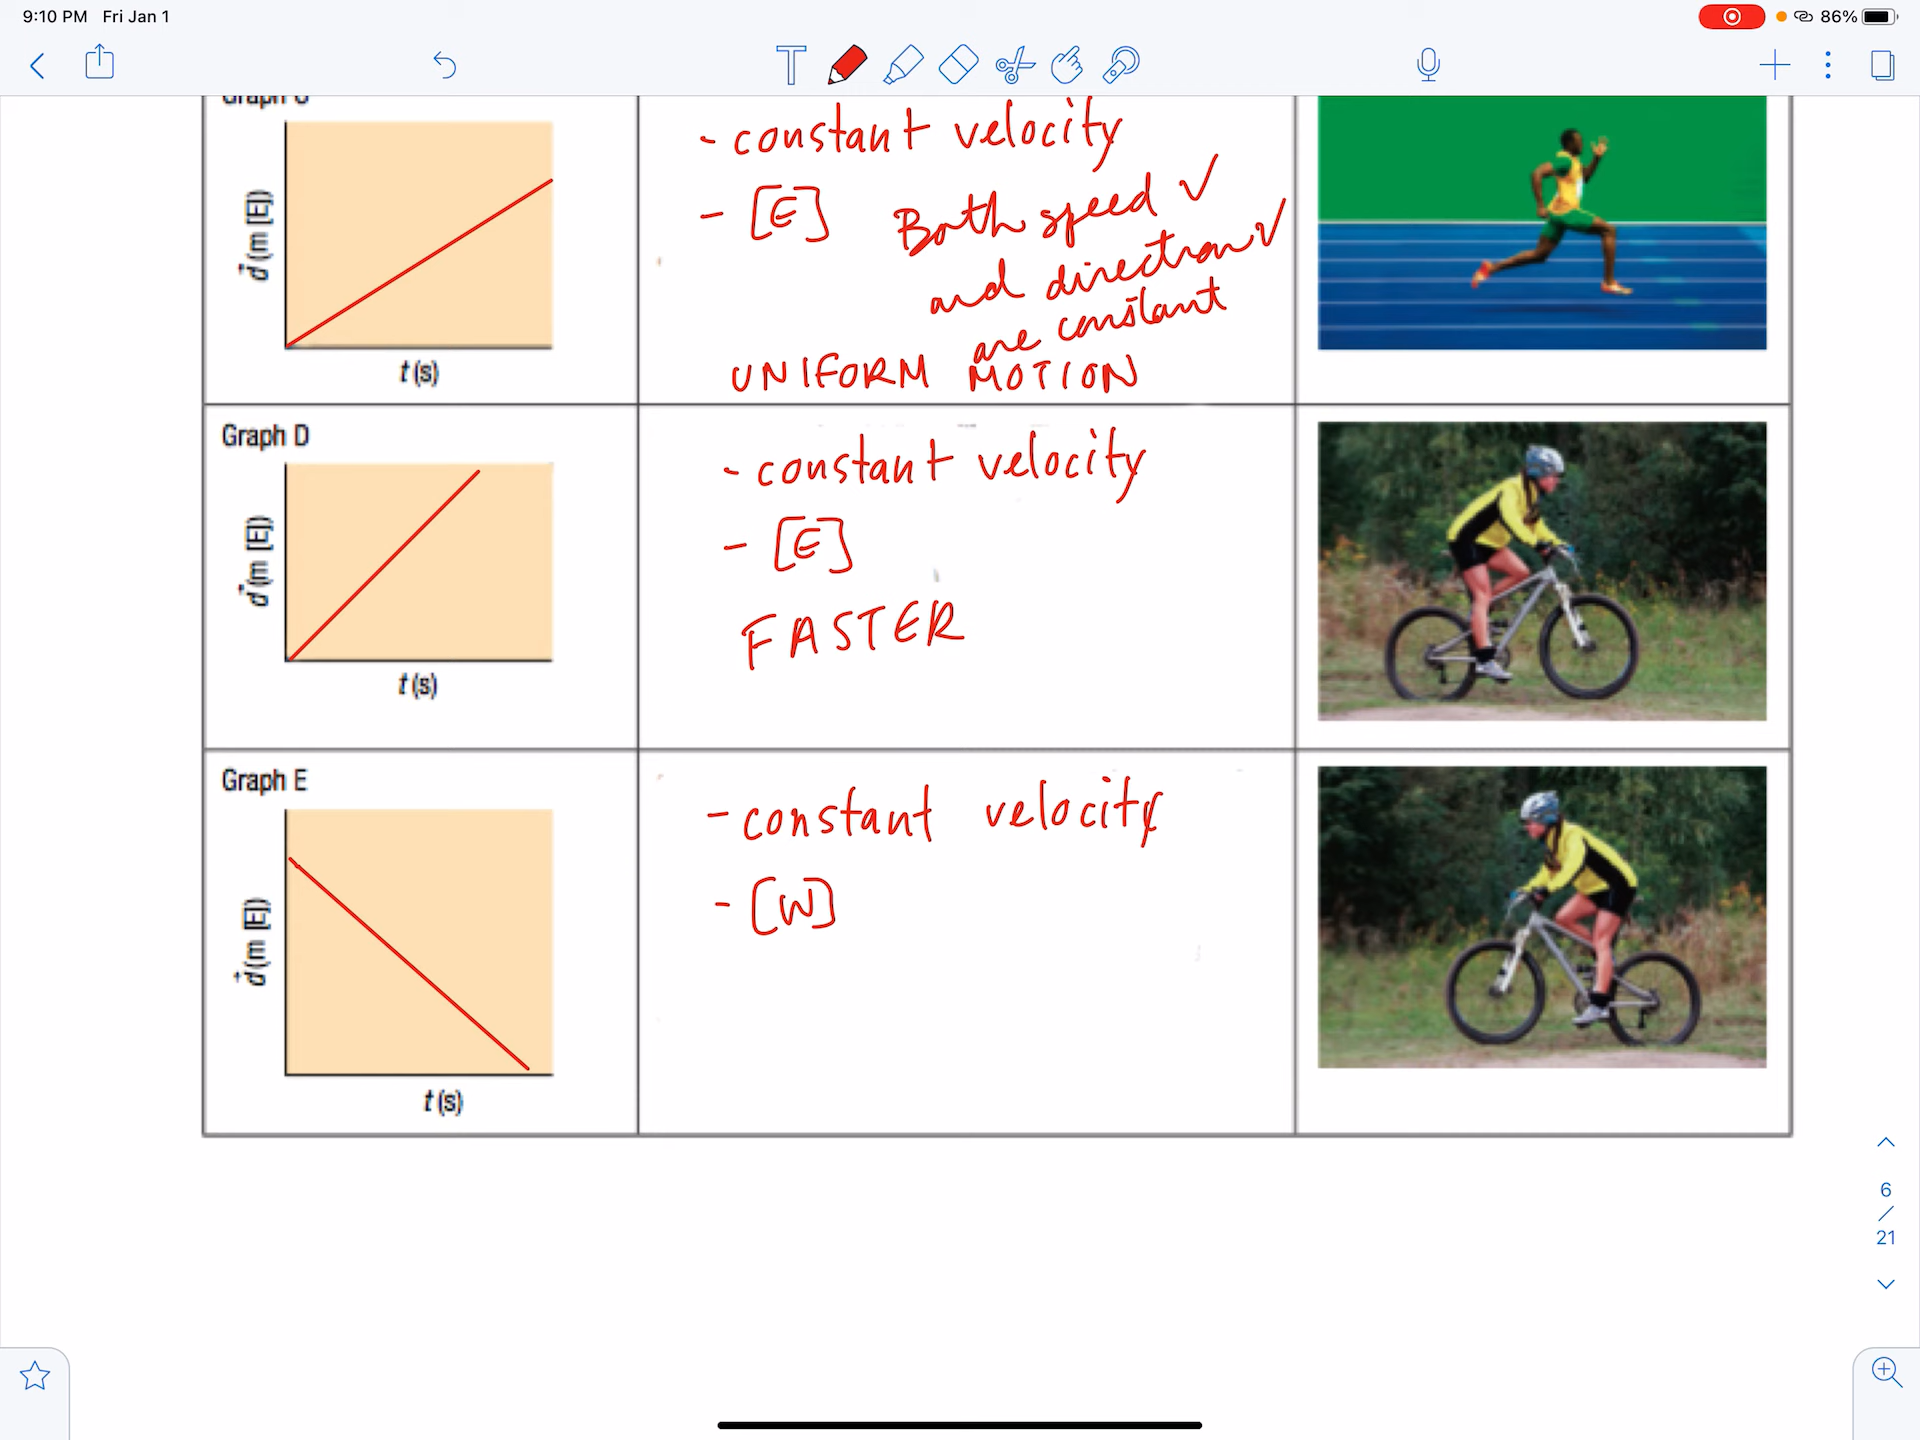 9:10 PM Fri Jan 1
86%
T
- constant velocity
- [E] Both speed ✓
and direction ✓
are constant
UNIFORM MOTION
d⃗ (m [E])
t (s)
Graph D
- constant velocity
- [E]
FASTER
d⃗ (m [E])
t (s)
Graph E
- constant velocity
- [W]
d⃗ (m [E])
t (s)
6
/
21